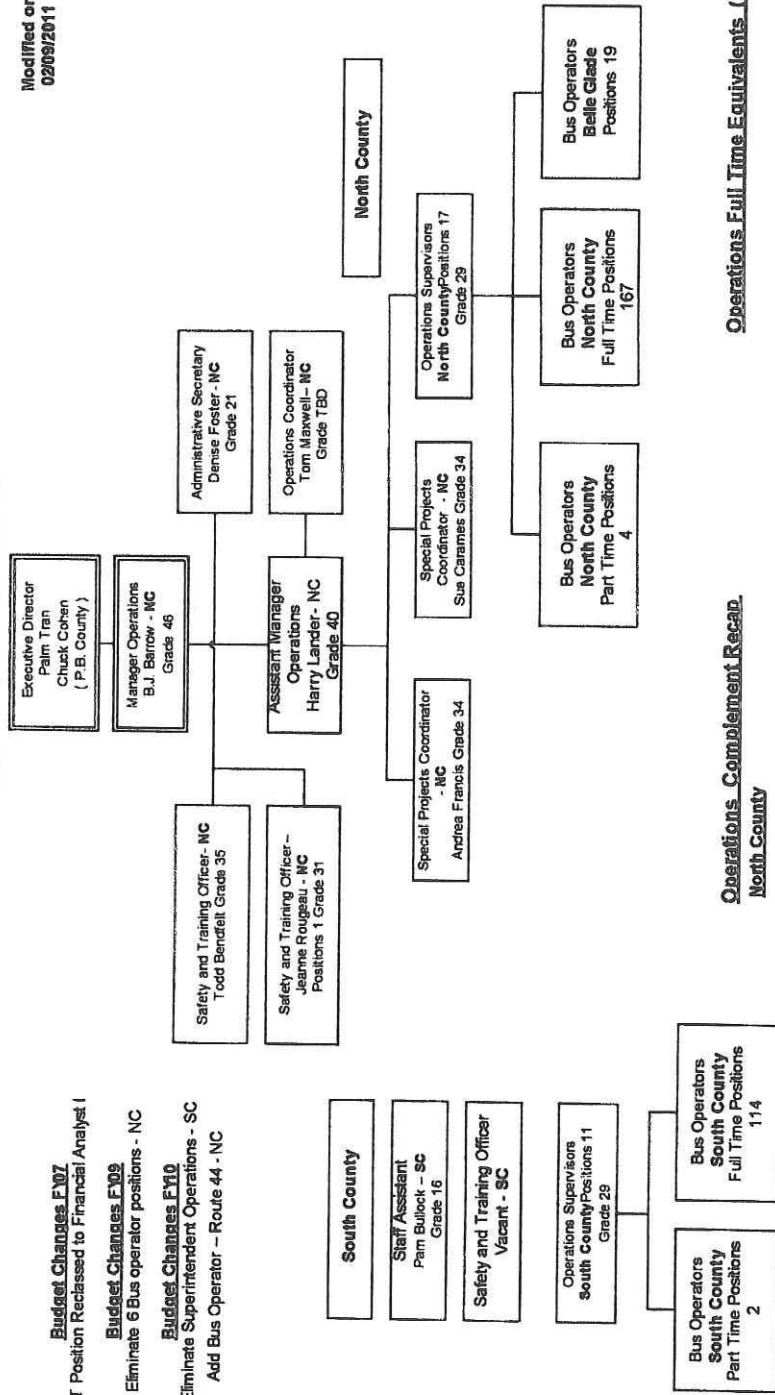 Modified on
02/09/2011
Budget Changes FY07
T Position Reclassed to Financial Analyst I
Budget Changes FY09
Eliminate 6 Bus operator positions - NC
Budget Changes FY10
Eliminate Superintendent Operations - SC
Add Bus Operator – Route 44 - NC
Executive Director
Palm Tran
Chuck Cohen
( P.B. County )
Manager Operations
B.J. Barrow - NC
Grade 46
Safety and Training Officer- NC
Todd Bendfelt Grade 35
Administrative Secretary
Denise Foster - NC
Grade 21
Safety and Training Officer –
Jeanne Rougeau - NC
Positions 1 Grade 31
Assistant Manager
Operations
Harry Lander - NC
Grade 40
Operations Coordinator
Tom Maxwell – NC
Grade TBD
South County
North County
Staff Assistant
Pam Bullock – SC
Grade 16
Safety and Training Officer
Vacant - SC
Special Projects Coordinator
- NC
Andrea Francis Grade 34
Special Projects
Coordinator - NC
Sue Carames Grade 34
Operations Supervisors
North CountyPositions 17
Grade 29
Operations Supervisors
South CountyPositions 11
Grade 29
Bus Operators
North County
Part Time Positions
4
Bus Operators
North County
Full Time Positions
167
Bus Operators
Belle Glade
Positions 19
Bus Operators
South County
Part Time Positions
2
Bus Operators
South County
Full Time Positions
114
Operations Complement Recap
North County
Operations Full Time Equivalents (